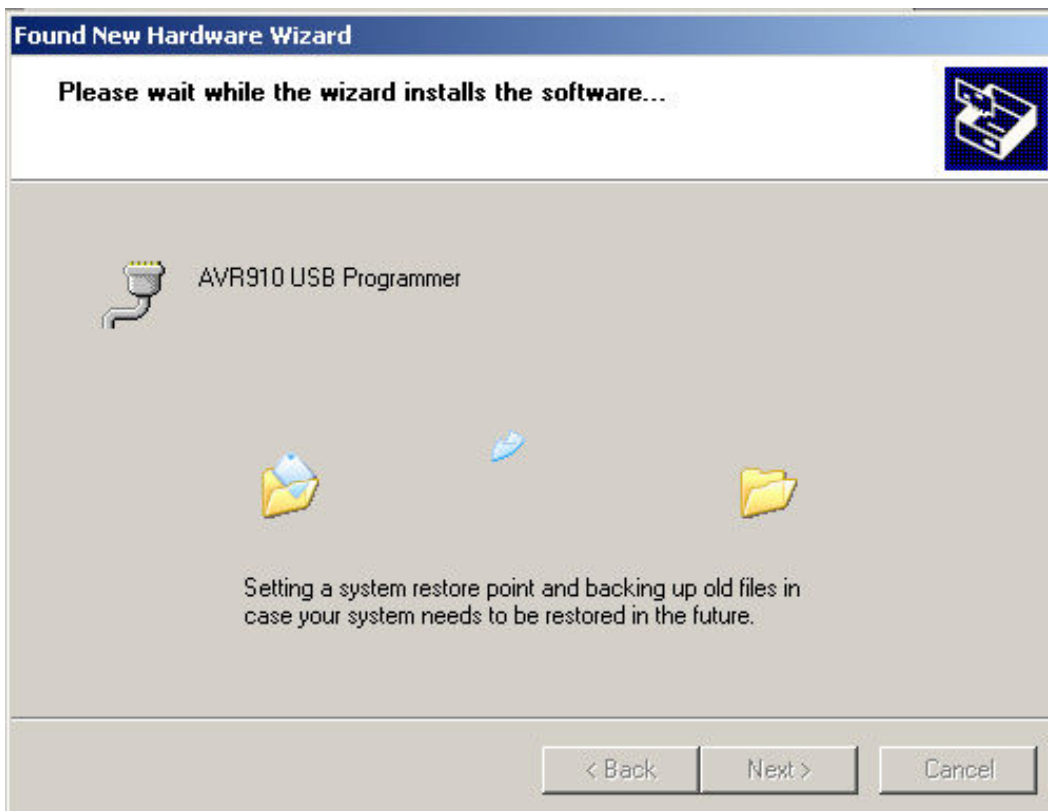 Found New Hardware Wizard
Please wait while the wizard installs the software...
AVR910 USB Programmer
Setting a system restore point and backing up old files in
case your system needs to be restored in the future.
< Back
Next >
Cancel